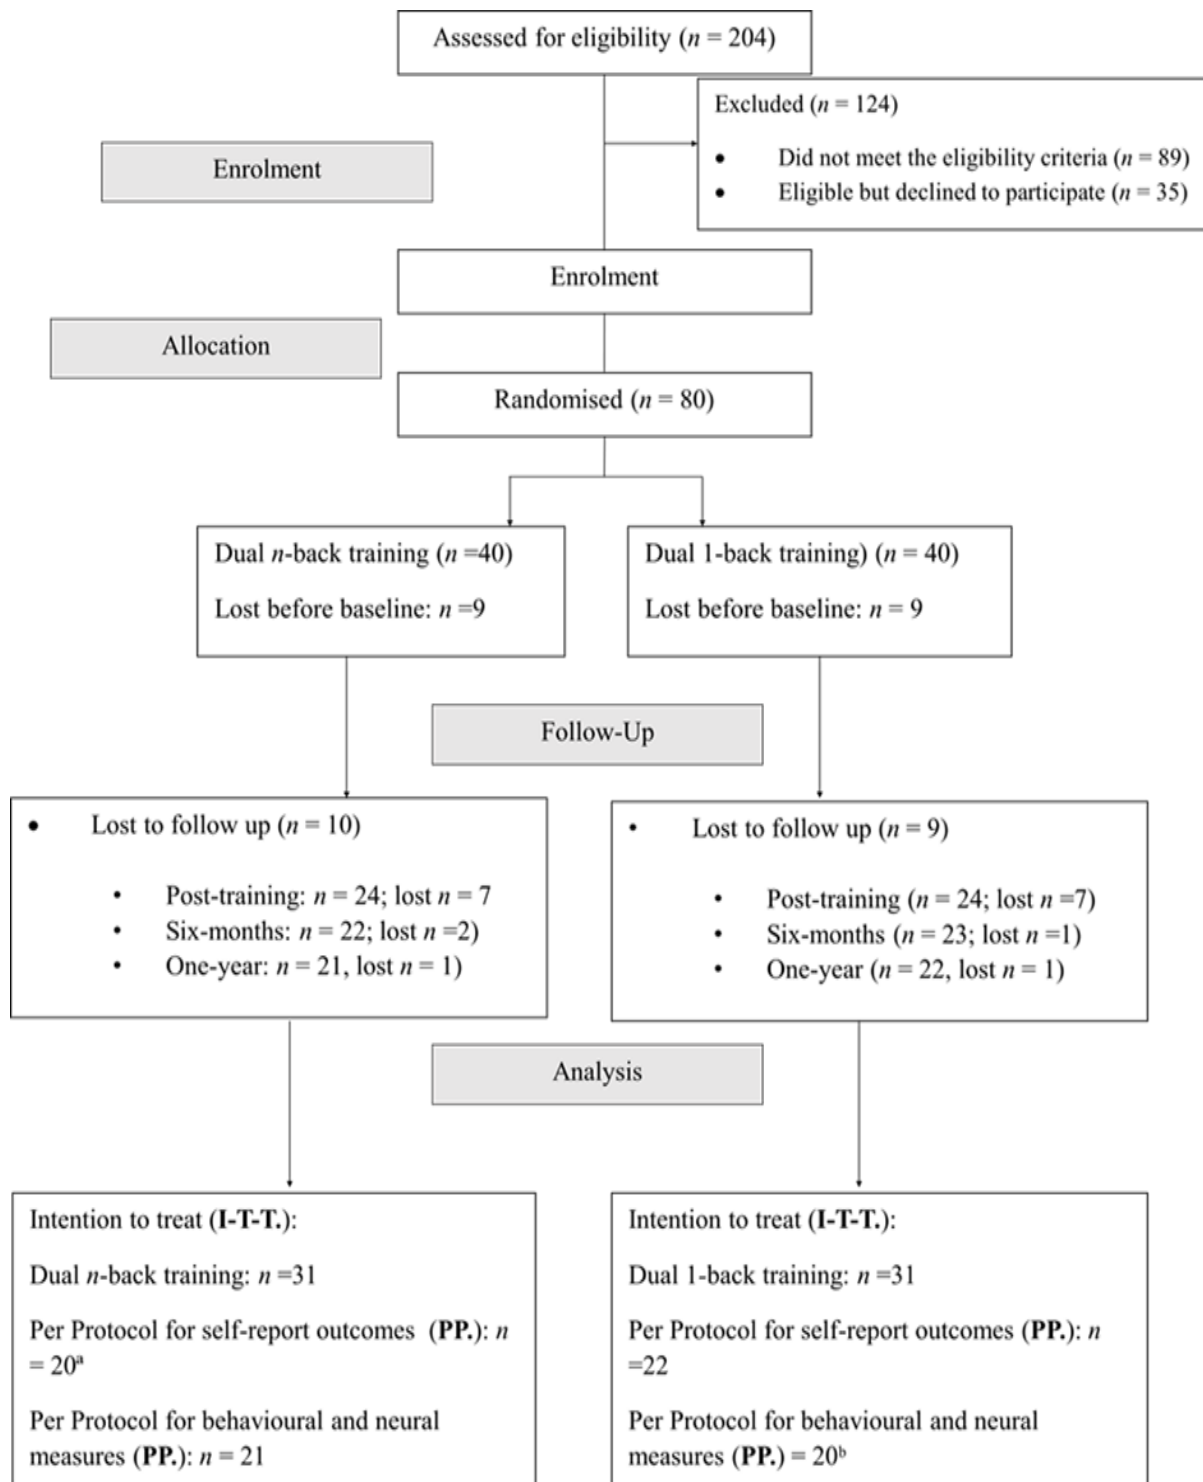 Assessed for eligibility (n = 204)
Excluded (n = 124)
• Did not meet the eligibility criteria (n = 89)
• Eligible but declined to participate (n = 35)
Enrolment
Enrolment
Allocation
Randomised (n = 80)
Dual n-back training (n =40)
Lost before baseline: n =9
Dual 1-back training) (n = 40)
Lost before baseline: n = 9
Follow-Up
• Lost to follow up (n = 10)
• Post-training: n = 24; lost n = 7
• Six-months: n = 22; lost n =2)
• One-year: n = 21, lost n = 1)
• Lost to follow up (n = 9)
• Post-training (n = 24; lost n =7)
• Six-months (n = 23; lost n =1)
• One-year (n = 22, lost n = 1)
Analysis
Intention to treat (I-T-T.):
Dual n-back training: n =31
Per Protocol for self-report outcomes (PP.): n
= 20ᵃ
Per Protocol for behavioural and neural
measures (PP.): n = 21
Intention to treat (I-T-T.):
Dual 1-back training: n =31
Per Protocol for self-report outcomes (PP.): n
=22
Per Protocol for behavioural and neural
measures (PP.) = 20ᵇ